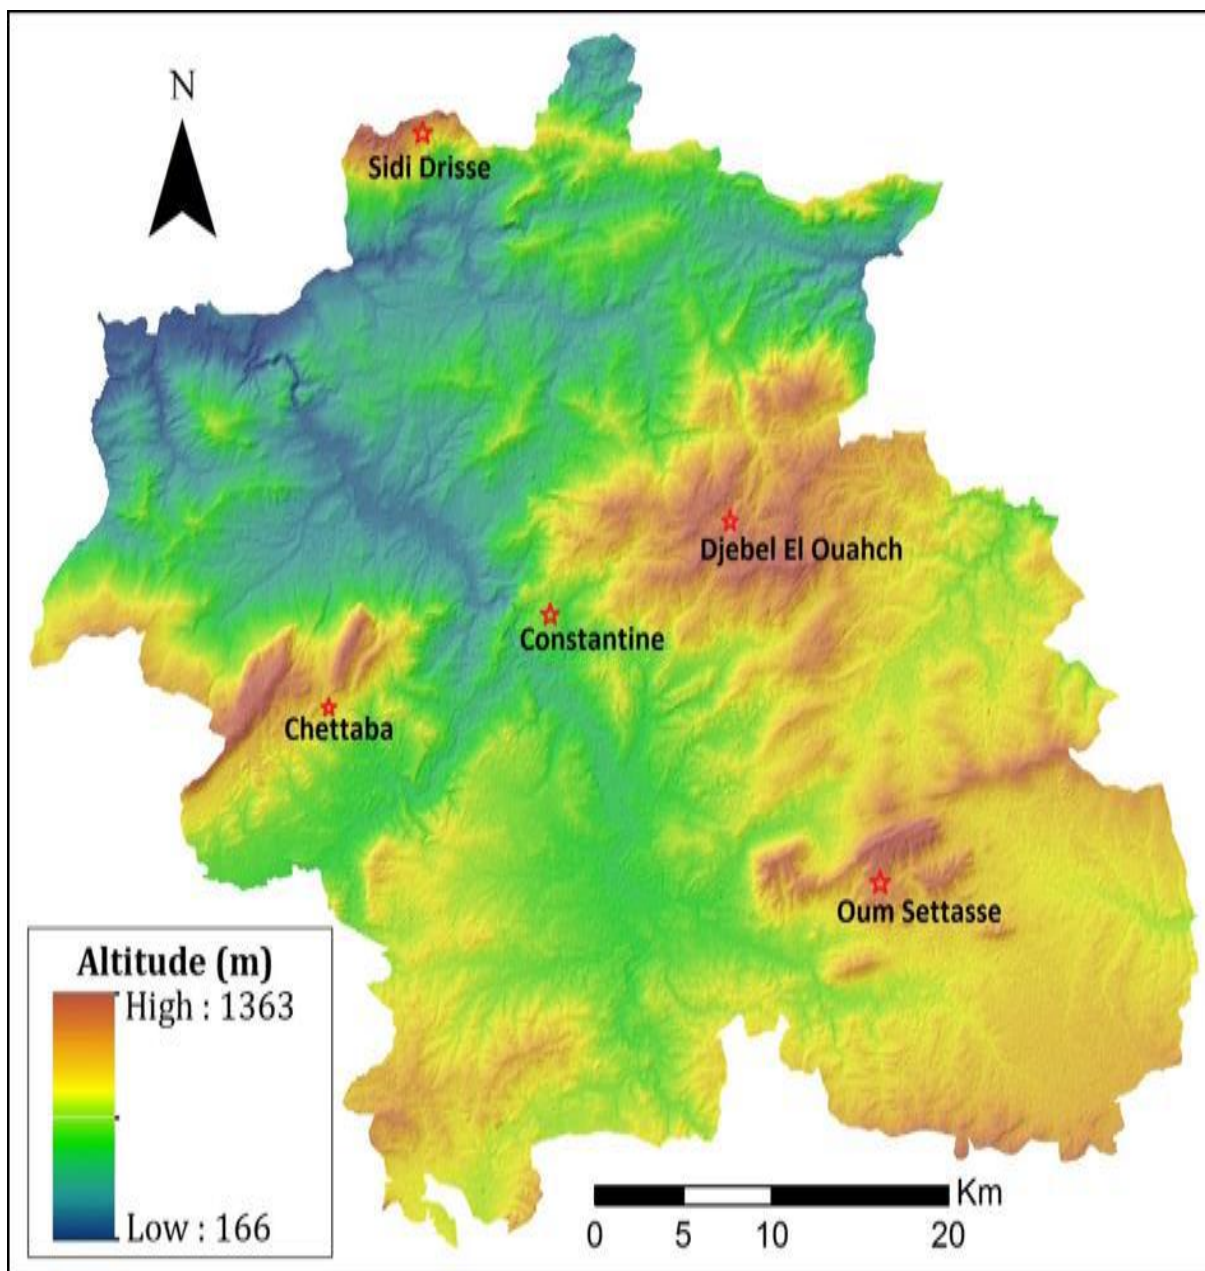 N
Sidi Drisse
Djebel El Ouahch
Constantine
Chettaba
Oum Settasse
Altitude (m)
High : 1363
Low : 166
Km
0 5 10 20